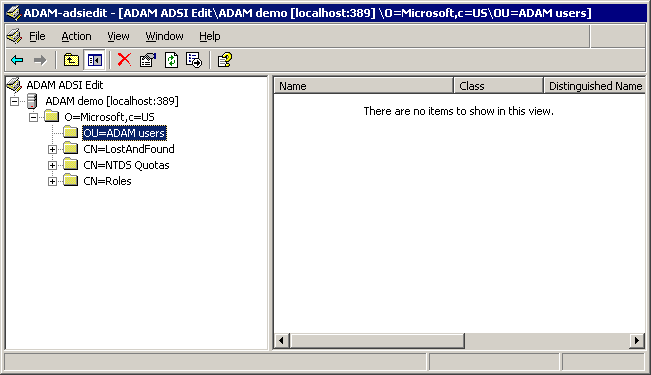 ADAM-adsiedit - [ADAM ADSI Edit\ADAM demo [localhost:389] \O=Microsoft,c=US\OU=ADAM users]
File Action View Window Help
ADAM ADSI Edit
ADAM demo [localhost:389]
O=Microsoft,c=US
OU=ADAM users
CN=LostAndFound
CN=NTDS Quotas
CN=Roles
Name Class Distinguished Name
There are no items to show in this view.